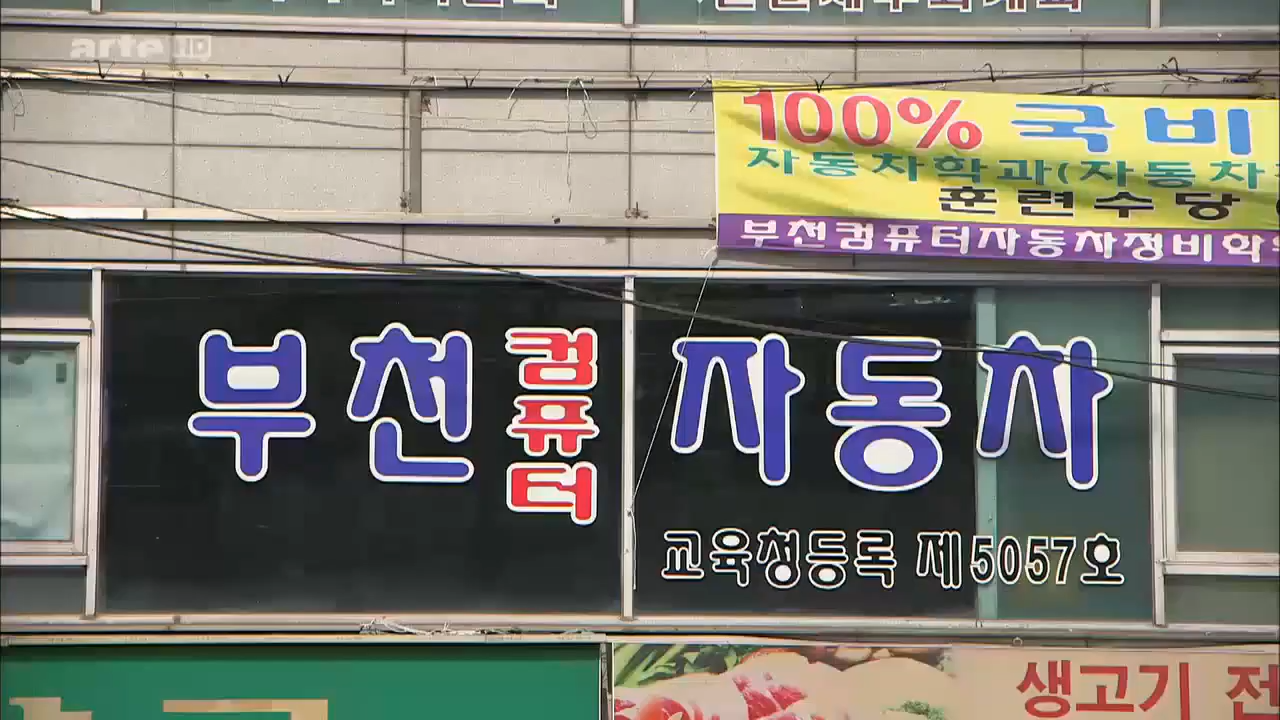 arte HD
100% 국비
자동차학과(자동차
훈련수당
부천컴퓨터자동차정비학
부천컴퓨터 자동차
교육청등록 제5057호
생고기 전